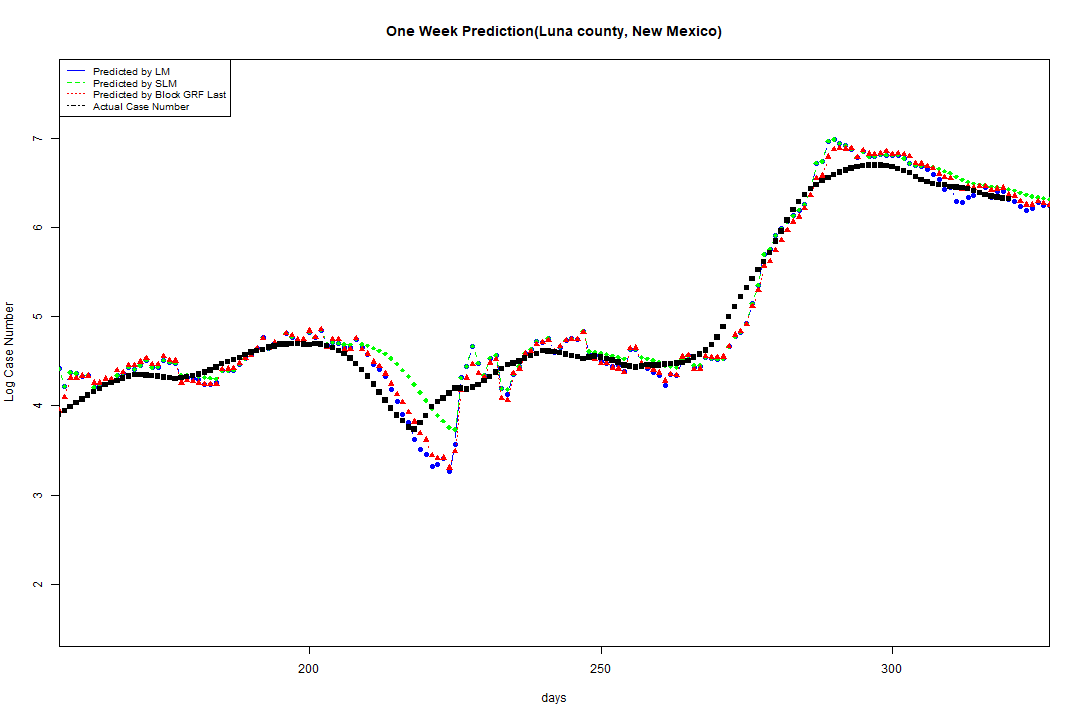 One Week Prediction(Luna county, New Mexico)
Predicted by LM
Predicted by SLM
Predicted by Block GRF Last
Actual Case Number
7
6
5
4
3
2
Log Case Number
200 250 300
days